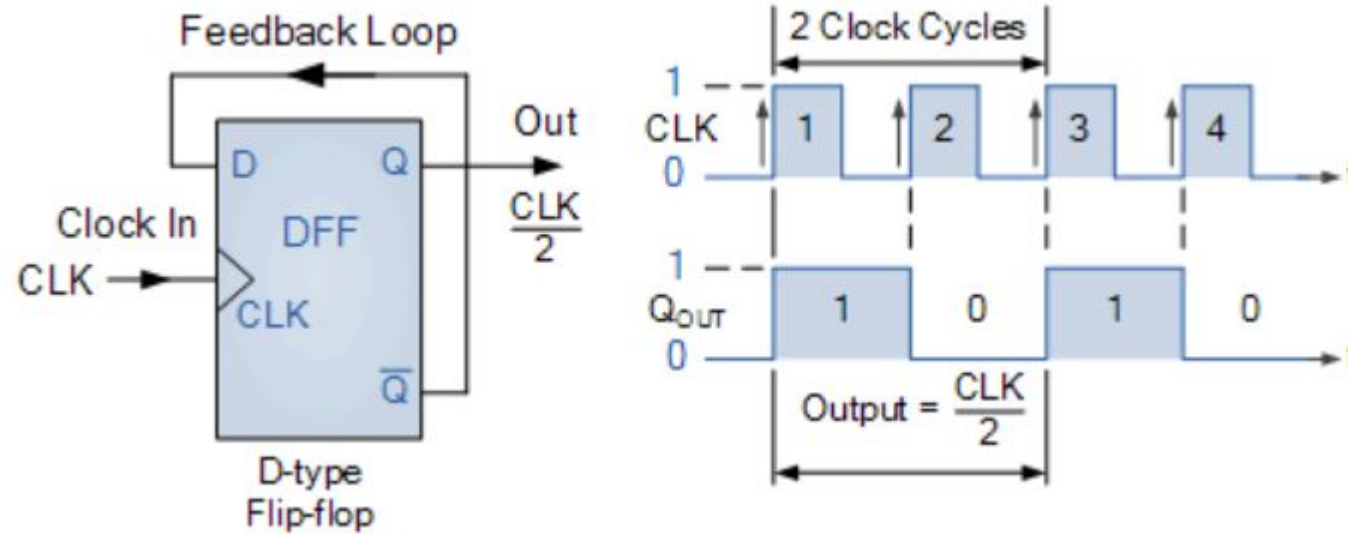 Feedback Loop
D
Q
Out
CLK
2
Clock In
DFF
CLK
CLK
Q̅
D-type
Flip-flop
2 Clock Cycles
1
CLK
0
1
2
3
4
1
Q_OUT
0
1
0
1
0
Output = CLK
2